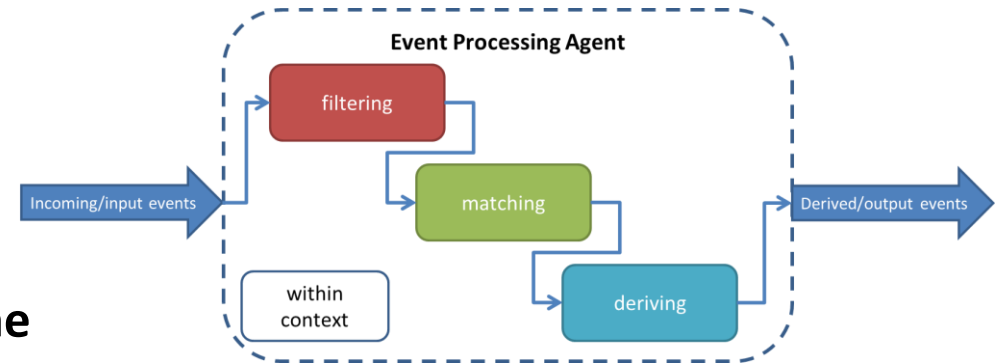 Event Processing Agent
filtering
Incoming/input events
matching
Derived/output events
within
context
deriving